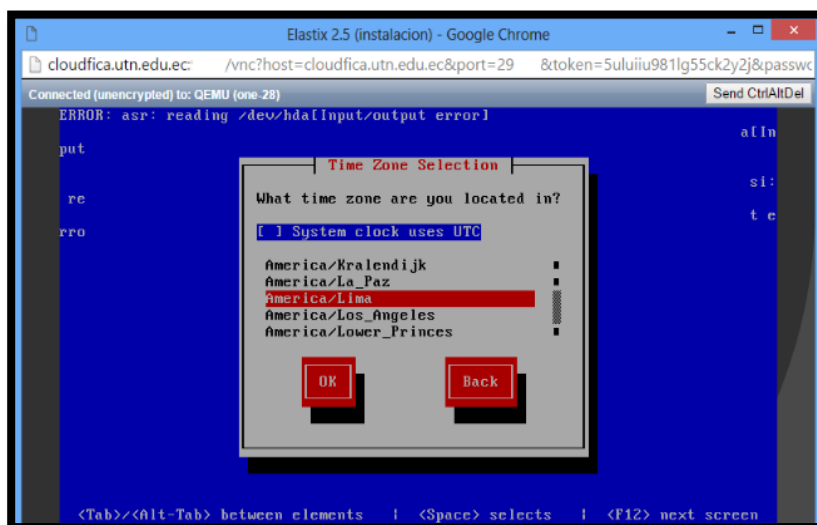 Elastix 2.5 (instalacion) - Google Chrome
cloudfica.utn.edu.ec: /vnc?host=cloudfica.utn.edu.ec&port=29 &token=5uluiiu981lg55ck2y2j&passwc
Connected (unencrypted) to: QEMU (one-28)
Send CtrlAltDel
ERROR: asr: reading /dev/hda[Input/output error]
a[In
put
si:
re
t e
rro
Time Zone Selection
What time zone are you located in?
[ ] System clock uses UTC
America/Kralendijk
America/La_Paz
America/Lima
America/Los_Angeles
America/Lower_Princes
OK Back
<Tab>/<Alt-Tab> between elements | <Space> selects | <F12> next screen